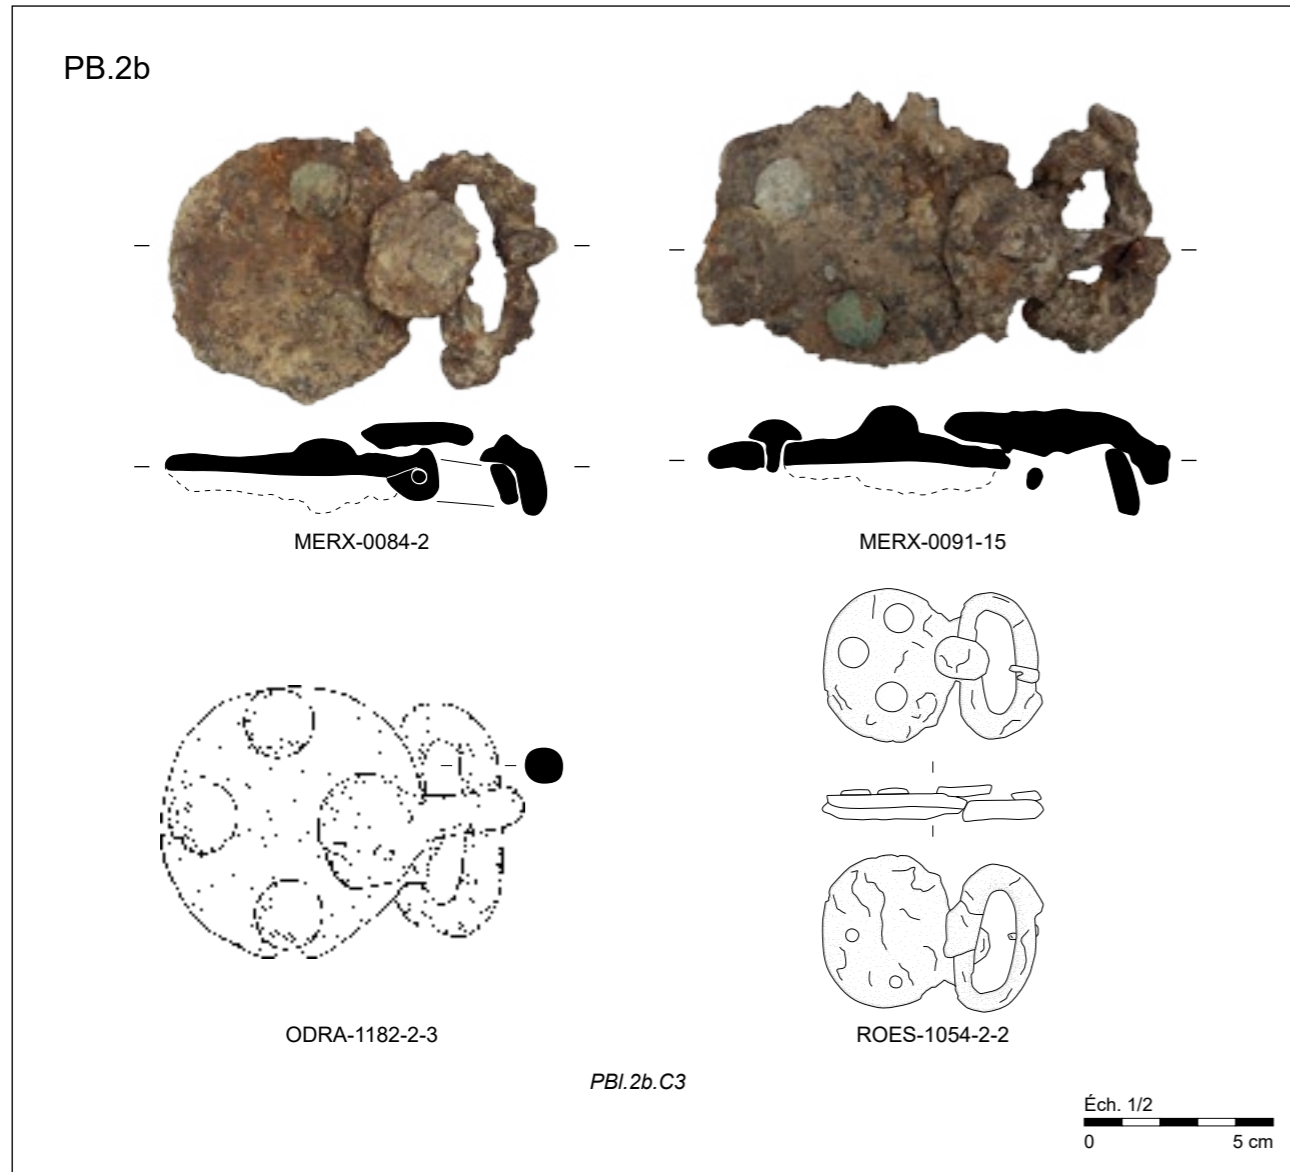 PB.2b
MERX-0084-2
MERX-0091-15
ODRA-1182-2-3
ROES-1054-2-2
PBl.2b.C3
Éch. 1/2
0 5 cm